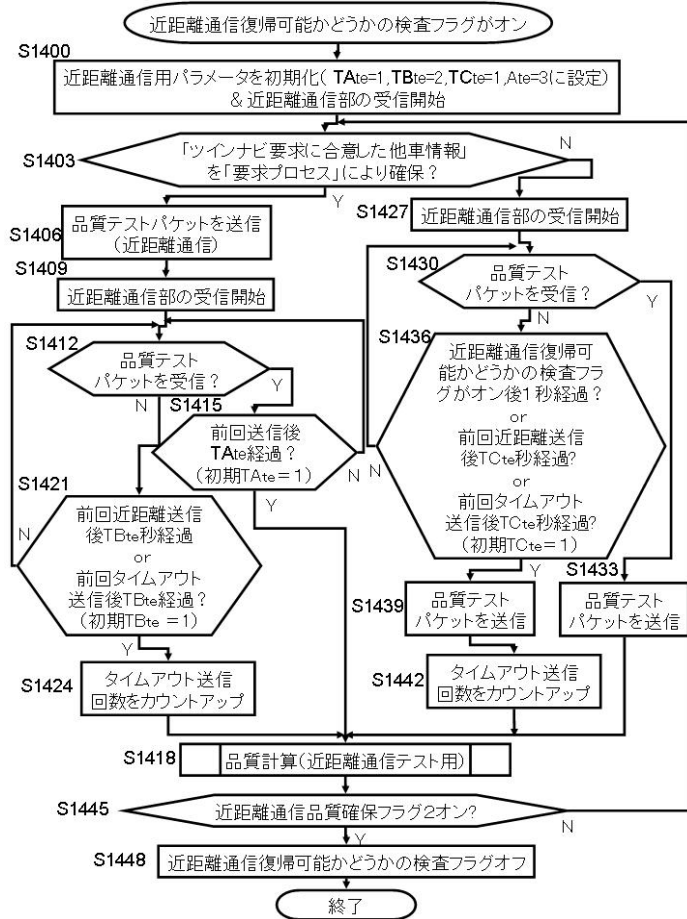 近距離通信復帰可能かどうかの検査フラグがオン
S1400
近距離通信用パラメータを初期化( TAte=1,TBte=2,TCte=1,Ate=3に設定)
& 近距離通信部の受信開始
S1403
「ツインナビ要求に合意した他車情報」
を「要求プロセス」により確保?
N
Y
S1406
品質テストパケットを送信
(近距離通信)
S1409
近距離通信部の受信開始
S1412
品質テスト
パケットを受信?
Y
N
S1415
前回送信後
TAte経過?
(初期TAte=1)
N
Y
S1421
前回近距離送信
後TBte秒経過
or
前回タイムアウト
送信後TBte経過?
(初期TBte =1)
N
Y
S1424
タイムアウト送信
回数をカウントアップ
S1427
近距離通信部の受信開始
S1430
品質テスト
パケットを受信?
Y
N
S1436
近距離通信復帰可
能かどうかの検査フラ
グがオン後1秒経過?
or
前回近距離送信
後TCte秒経過?
or
前回タイムアウト
送信後TCte秒経過?
(初期TCte=1)
N
Y
S1433
品質テスト
パケットを送信
S1439
品質テスト
パケットを送信
S1442
タイムアウト送信
回数をカウントアップ
S1418
品質計算(近距離通信テスト用)
S1445
近距離通信品質確保フラグ2オン?
N
Y
S1448
近距離通信復帰可能かどうかの検査フラグオフ
終了